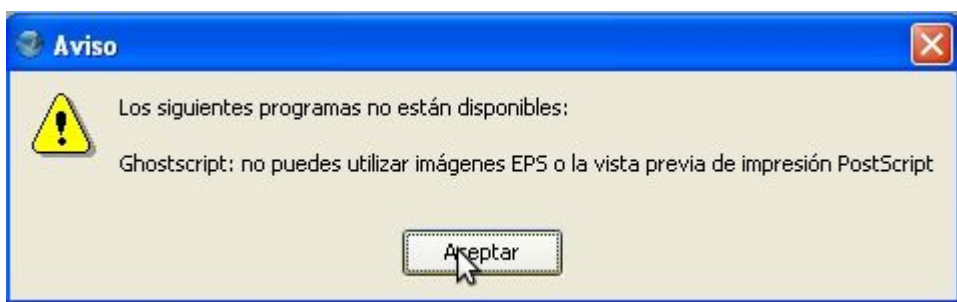 Aviso
Los siguientes programas no están disponibles:
Ghostscript: no puedes utilizar imágenes EPS o la vista previa de impresión PostScript
Aceptar